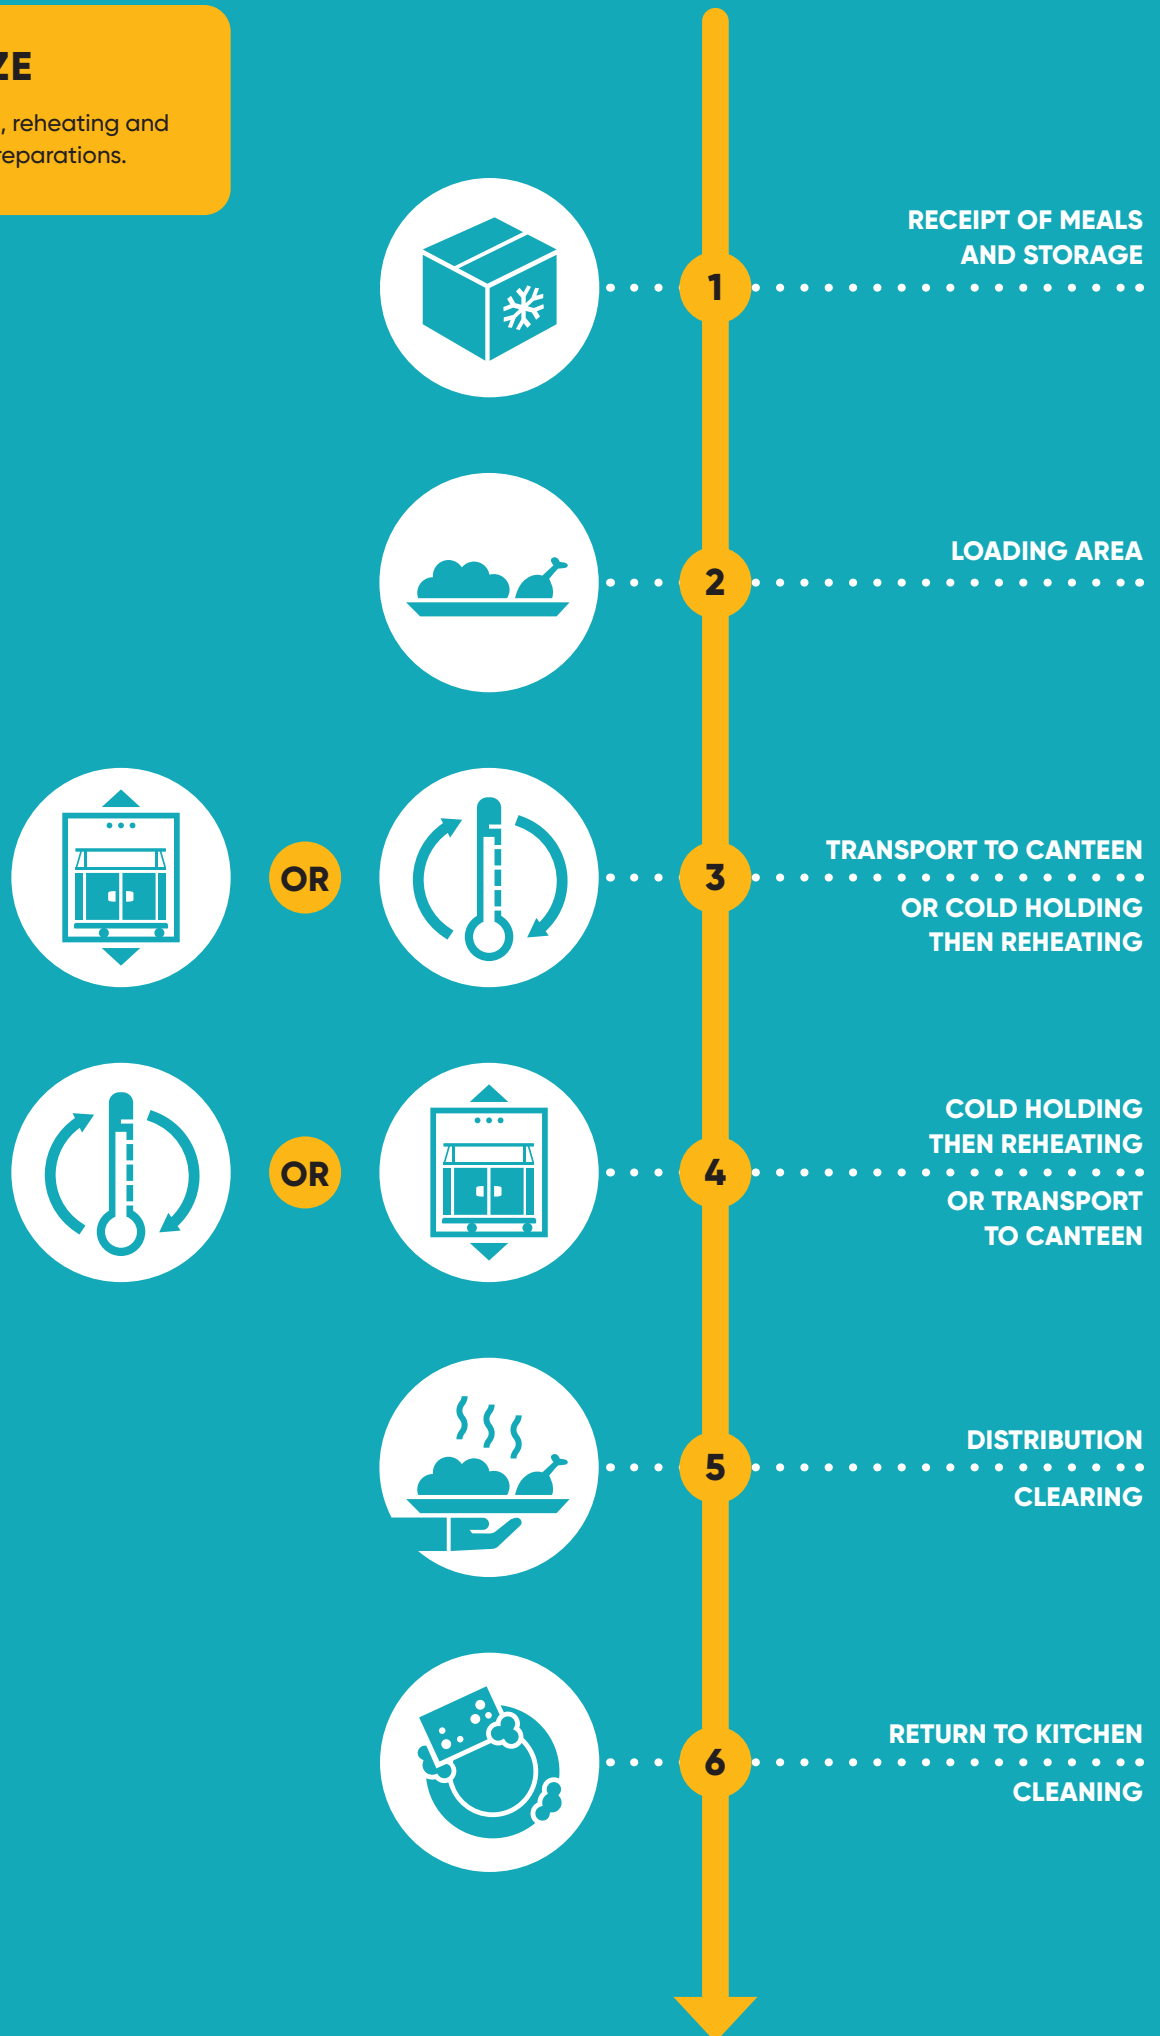 ZE
, reheating and
reparations.
RECEIPT OF MEALS
AND STORAGE
1
LOADING AREA
2
TRANSPORT TO CANTEEN
OR
3
OR COLD HOLDING
THEN REHEATING
COLD HOLDING
THEN REHEATING
OR
4
OR TRANSPORT
TO CANTEEN
DISTRIBUTION
5
CLEARING
RETURN TO KITCHEN
6
CLEANING